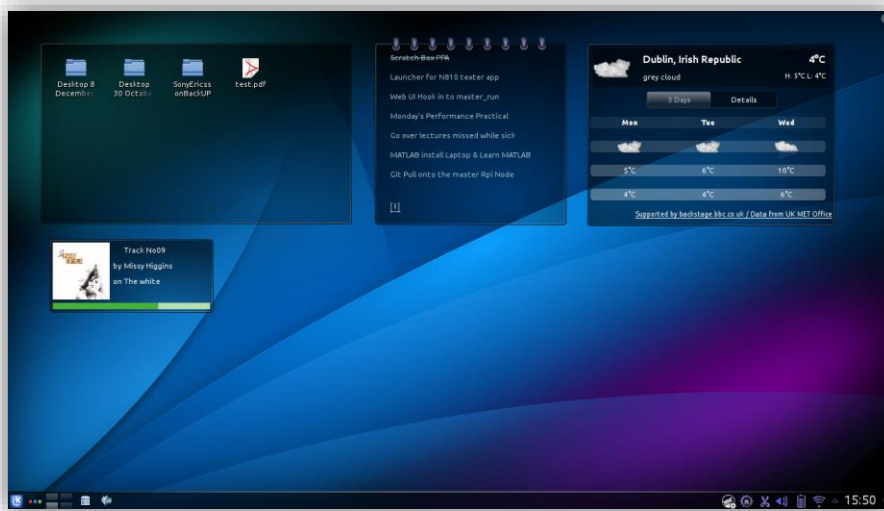 Desktop 8
December
Desktop
30 Octobe
SonyEricss
onBackUP
test.pdf
Scratch Box PPA
Launcher for N810 texter app
Web UI Hook in to master_run
Monday's Performance Practical
Go over lectures missed while sick
MATLAB install Laptop & Learn MATLAB
Git Pull onto the master Rpi Node
Dublin, Irish Republic
4°C
grey cloud
H: 5°C L: 4°C
3 Days
Details
Mon Tue Wed
5°C 6°C 10°C
4°C 4°C 6°C
Supported by backstage.bbc.co.uk / Data from UK MET Office
Track No09
by Missy Higgins
on The white
MISSY
HIGGINS
15:50